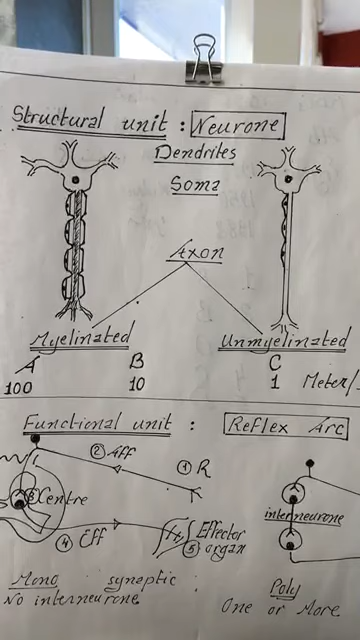 Structural unit : Neurone
Dendrites
Soma
Axon
Myelinated Unmyelinated
A B C
100 10 1 Meter/
Functional unit : Reflex Arc
② Aff
① R
③ Centre
interneurone
④ Eff
Effector
⑤ organ
Mono synaptic : Poly
No interneurone One or More